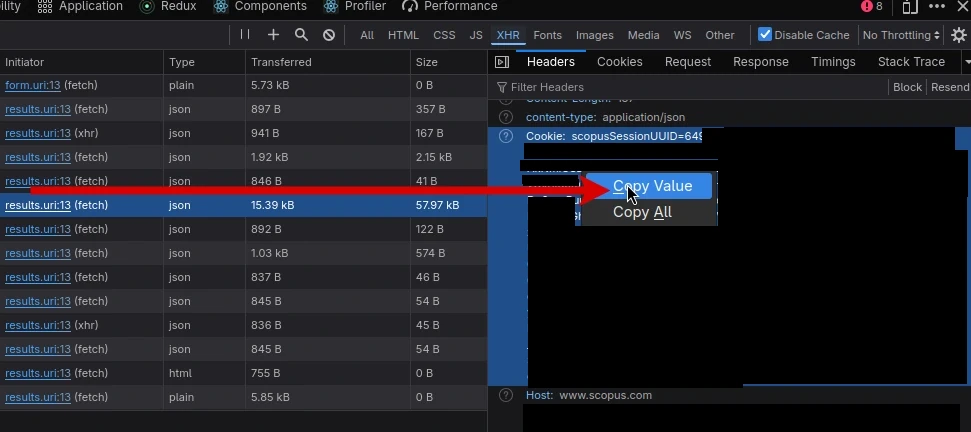 ility Application Redux Components Profiler Performance 8
All HTML CSS JS XHR Fonts Images Media WS Other Disable Cache No Throttling
Initiator Type Transferred Size
Headers Cookies Request Response Timings Stack Trace
Filter Headers Block Resend
form.uri:13 (fetch) plain 5.73 kB 0 B
results.uri:13 (fetch) json 897 B 357 B
results.uri:13 (xhr) json 941 B 167 B
results.uri:13 (fetch) json 1.92 kB 2.15 kB
results.uri:13 (fetch) json 846 B 41 B
results.uri:13 (fetch) json 15.39 kB 57.97 kB
results.uri:13 (fetch) json 892 B 122 B
results.uri:13 (fetch) json 1.03 kB 574 B
results.uri:13 (fetch) json 837 B 46 B
results.uri:13 (fetch) json 845 B 54 B
results.uri:13 (xhr) json 836 B 45 B
results.uri:13 (fetch) json 845 B 54 B
results.uri:13 (fetch) html 755 B 0 B
results.uri:13 (fetch) plain 5.85 kB 0 B
content-type: application/json
Cookie: scopusSessionUUID=649
Copy Value
Copy All
Host: www.scopus.com